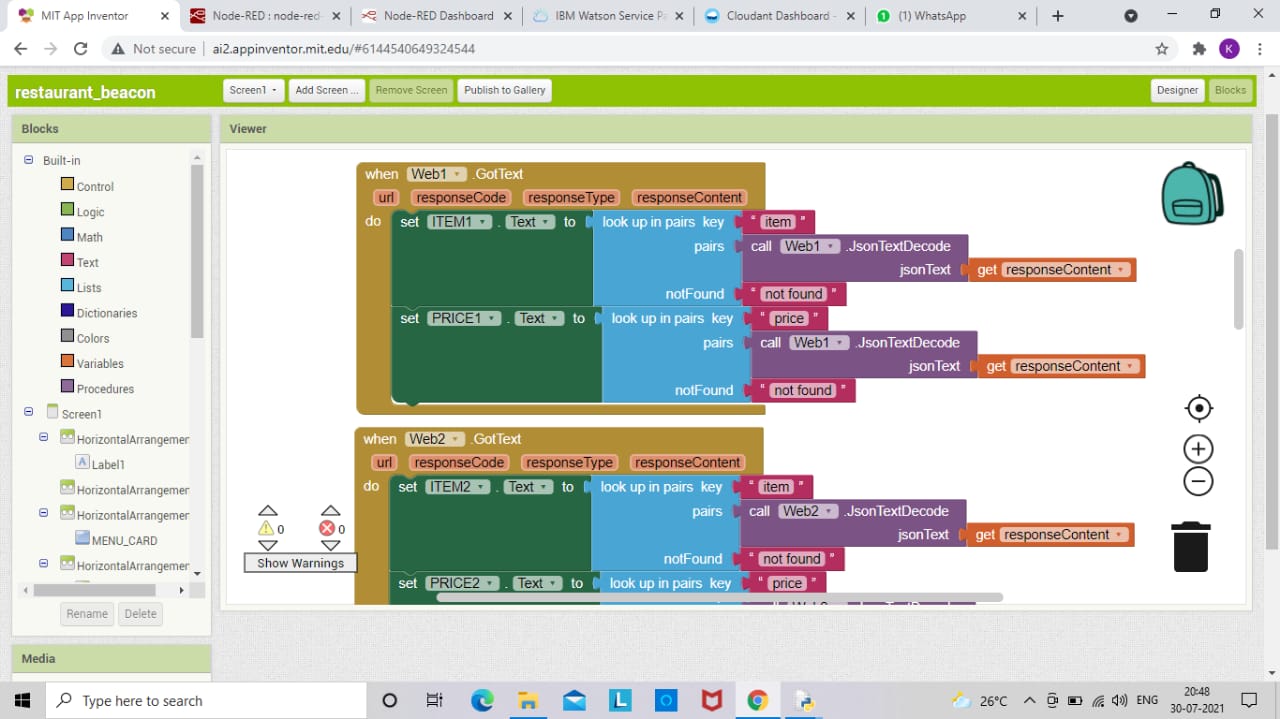 MIT App Inventor
Node-RED : node-red-
Node-RED Dashboard
IBM Watson Service Pa
Cloudant Dashboard -
(1) WhatsApp
Not secure | ai2.appinventor.mit.edu/#6144540649324544
K
restaurant_beacon
Screen1
Add Screen ...
Remove Screen
Publish to Gallery
Designer
Blocks
Blocks
Viewer
Built-in
Control
Logic
Math
Text
Lists
Dictionaries
Colors
Variables
Procedures
Screen1
HorizontalArrangemer
A Label1
HorizontalArrangemer
HorizontalArrangemer
MENU_CARD
HorizontalArrangemer
Rename
Delete
Media
when Web1 .GotText
url responseCode responseType responseContent
do set ITEM1 . Text to look up in pairs key “ item ”
pairs call Web1 .JsonTextDecode
jsonText get responseContent
notFound “ not found ”
set PRICE1 . Text to look up in pairs key “ price ”
pairs call Web1 .JsonTextDecode
jsonText get responseContent
notFound “ not found ”
when Web2 .GotText
url responseCode responseType responseContent
do set ITEM2 . Text to look up in pairs key “ item ”
pairs call Web2 .JsonTextDecode
jsonText get responseContent
notFound “ not found ”
set PRICE2 . Text to look up in pairs key “ price ”
0 0
Show Warnings
Type here to search
L
26°C
ENG
20:48
30-07-2021